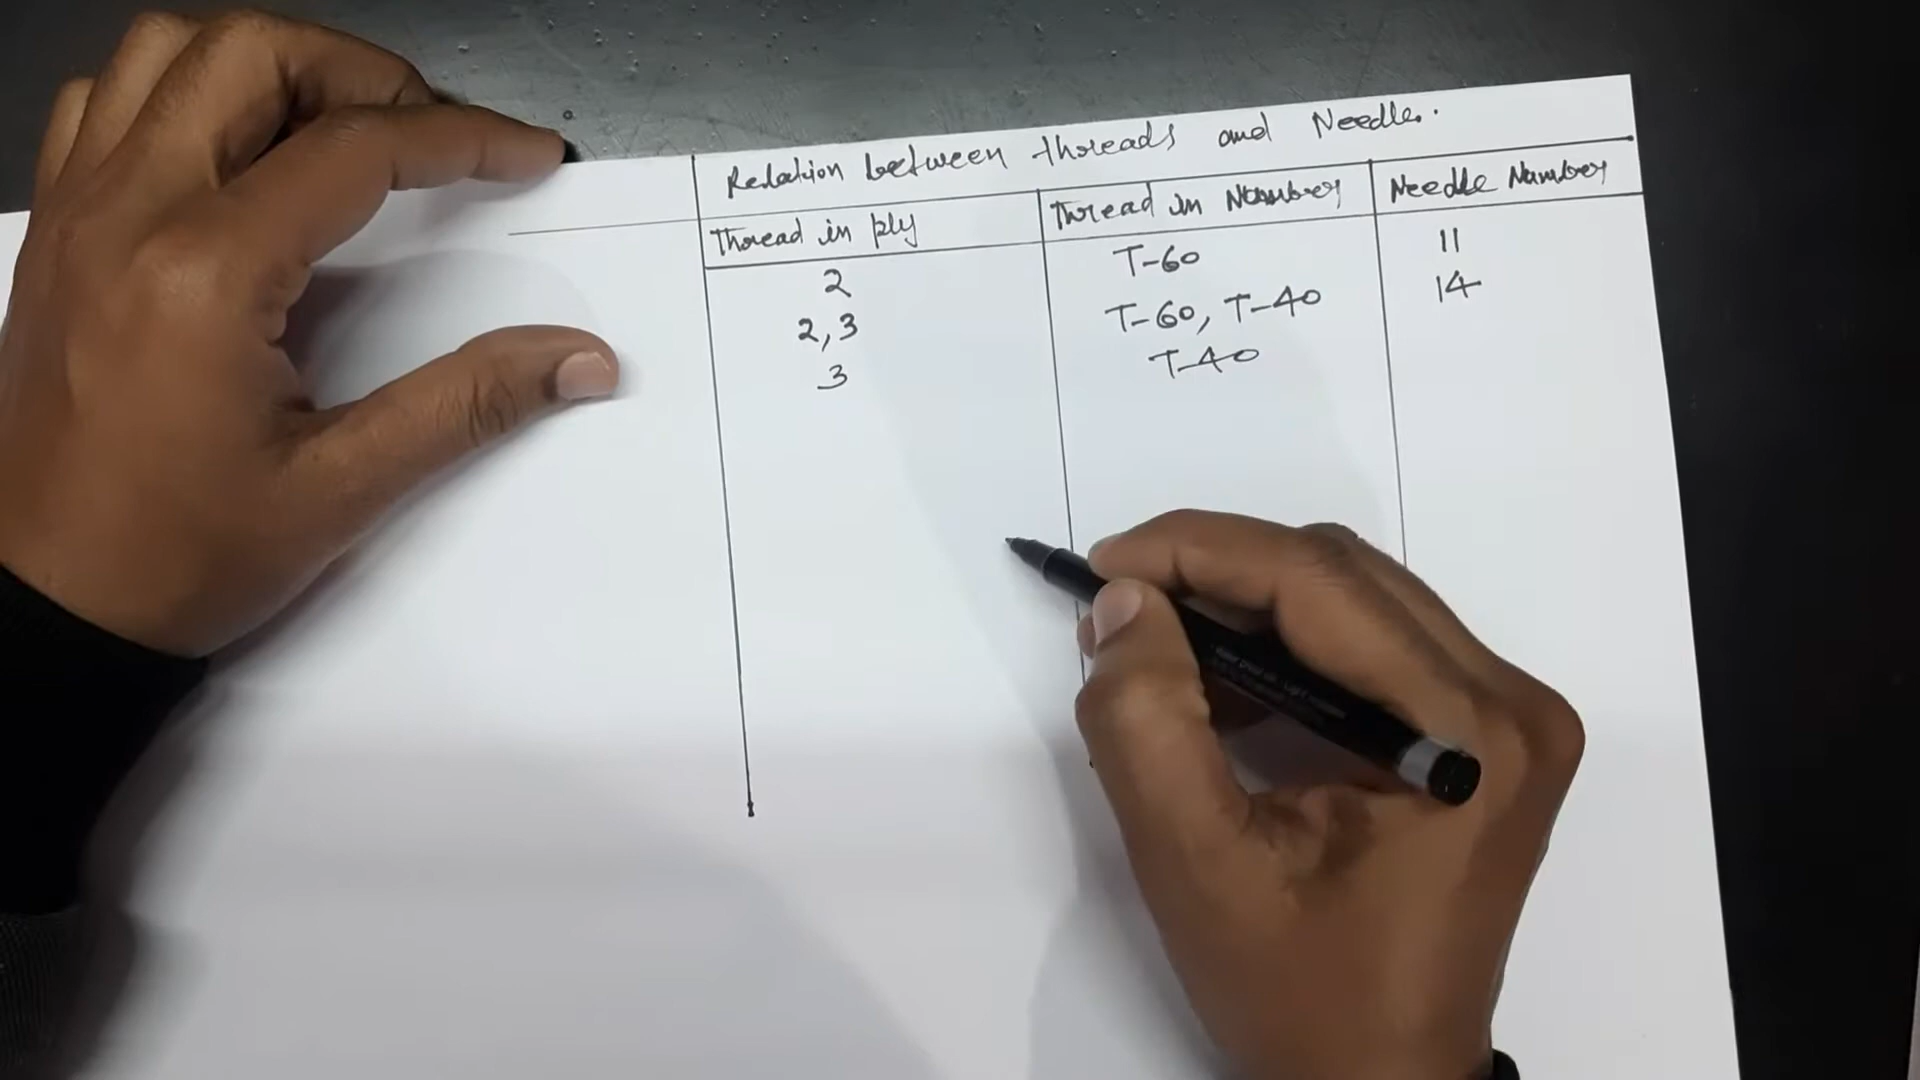 Relation between threads and Needle.
Thread in ply Thread in Number Needle Number
2 T-60 11
2,3 T-60, T-40 14
3 T-40